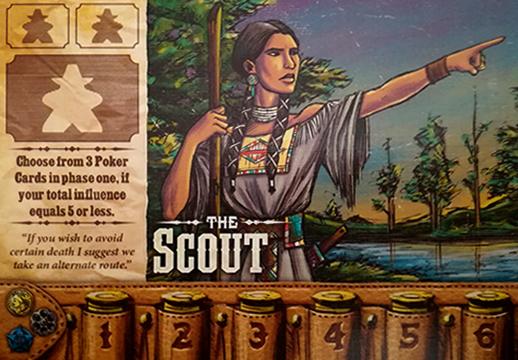 Choose from 3 Poker
Cards in phase one, if
your total influence
equals 5 or less.
"If you wish to avoid
certain death I suggest we
take an alternate route."
THE
SCOUT
1 2 3 4 5 6